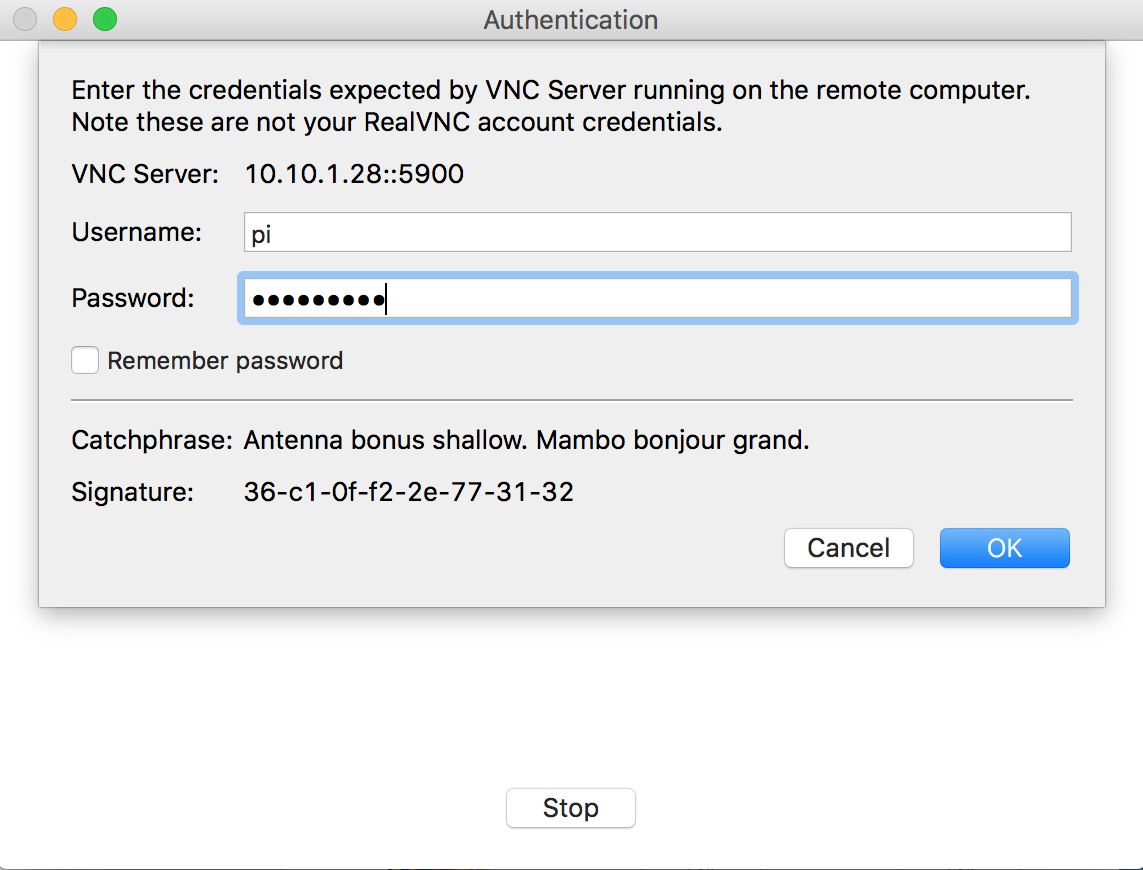 Authentication
Enter the credentials expected by VNC Server running on the remote computer.
Note these are not your RealVNC account credentials.
VNC Server: 10.10.1.28::5900
Username: pi
Password: •••••••••
Remember password
Catchphrase: Antenna bonus shallow. Mambo bonjour grand.
Signature: 36-c1-0f-f2-2e-77-31-32
Cancel OK
Stop